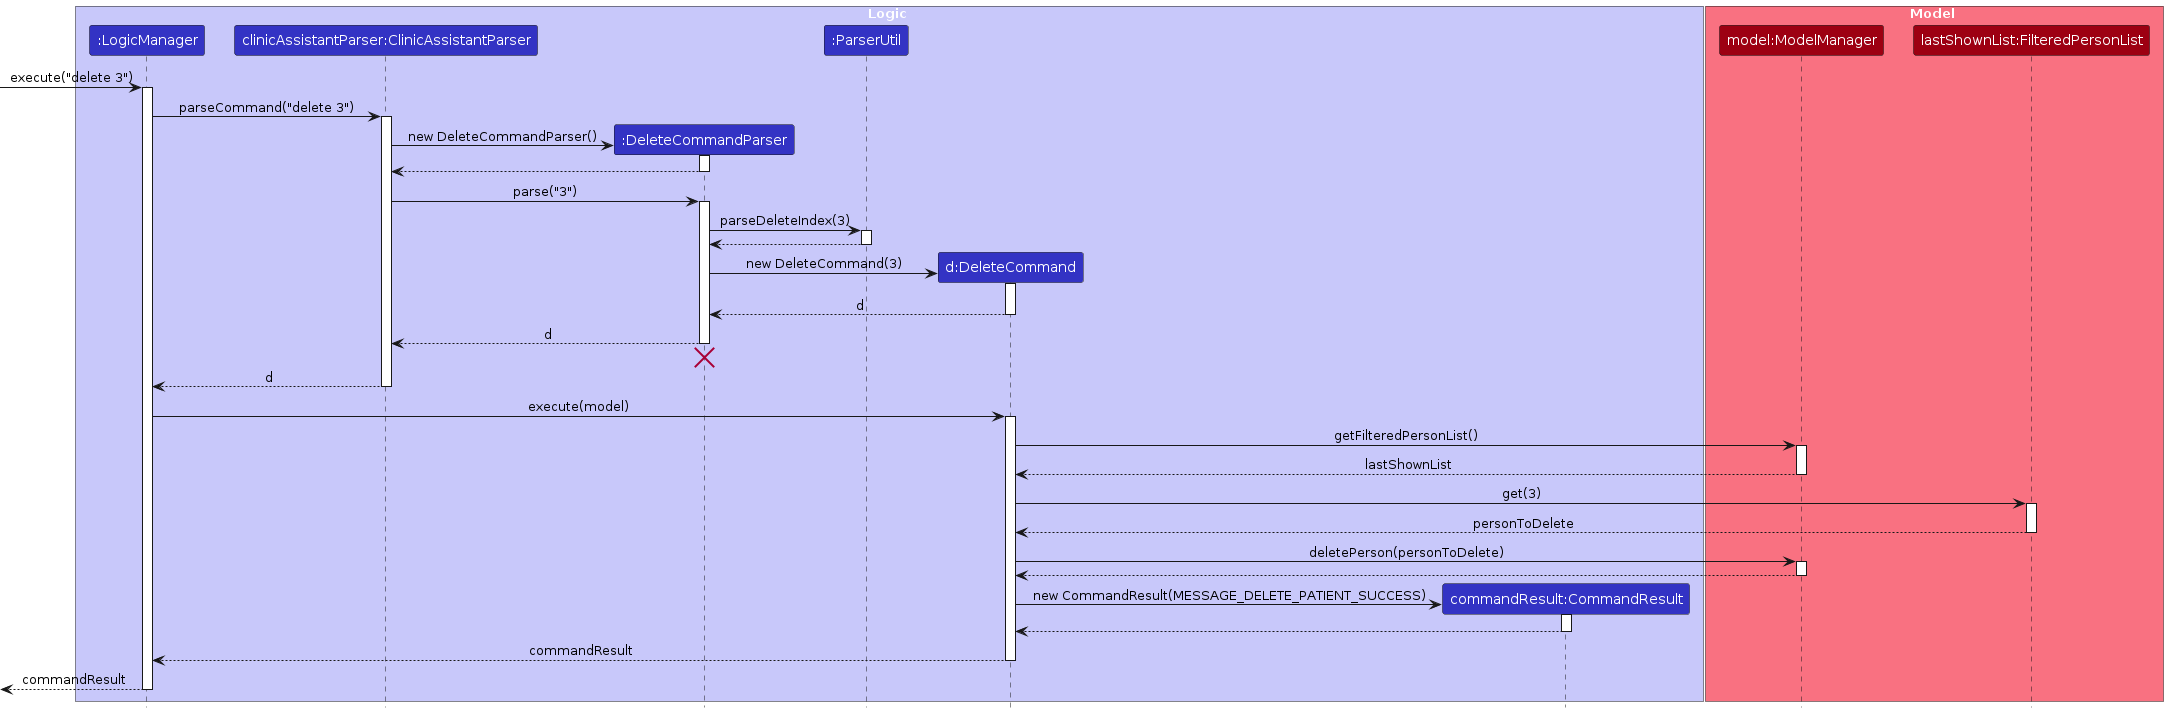 Logic
Model
:LogicManager
clinicAssistantParser:ClinicAssistantParser
:ParserUtil
model:ModelManager
lastShownList:FilteredPersonList
execute("delete 3")
parseCommand("delete 3")
new DeleteCommandParser()
:DeleteCommandParser
parse("3")
parseDeleteIndex(3)
new DeleteCommand(3)
d:DeleteCommand
d
d
d
execute(model)
getFilteredPersonList()
lastShownList
get(3)
personToDelete
deletePerson(personToDelete)
new CommandResult(MESSAGE_DELETE_PATIENT_SUCCESS)
commandResult:CommandResult
commandResult
commandResult